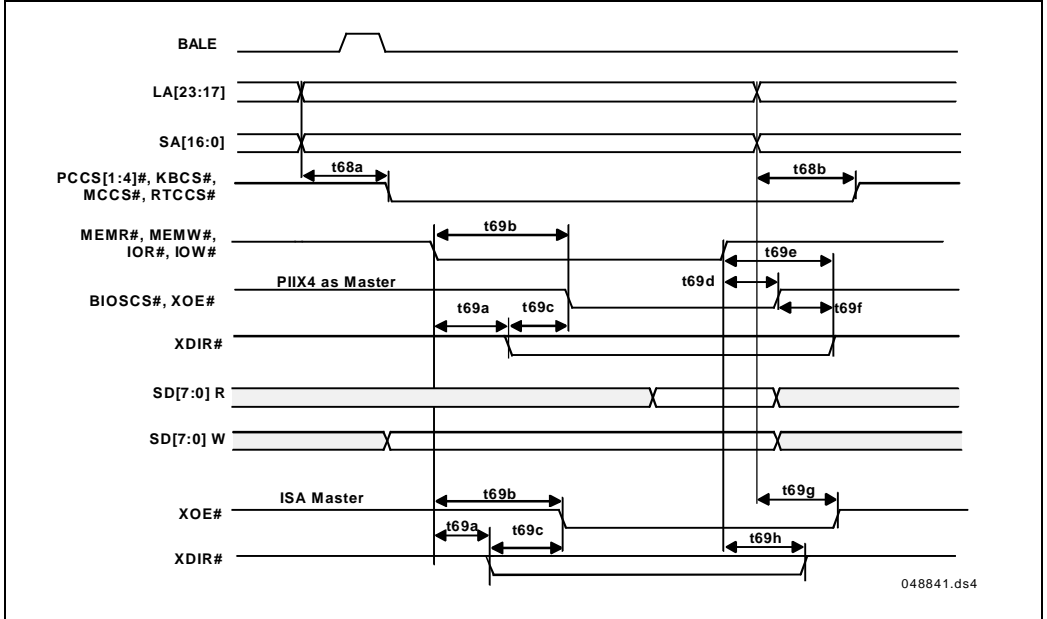 BALE
LA[23:17]
SA[16:0]
t68a
t68b
PCCS[1:4]#, KBCS#,
MCCS#, RTCCS#
t69b
MEMR#, MEMW#,
IOR#, IOW#
t69e
PIIX4 as Master
t69d
BIOSCS#, XOE#
t69a
t69c
t69f
XDIR#
SD[7:0] R
SD[7:0] W
ISA Master
t69b
t69g
XOE#
t69a
t69c
t69h
XDIR#
048841.ds4